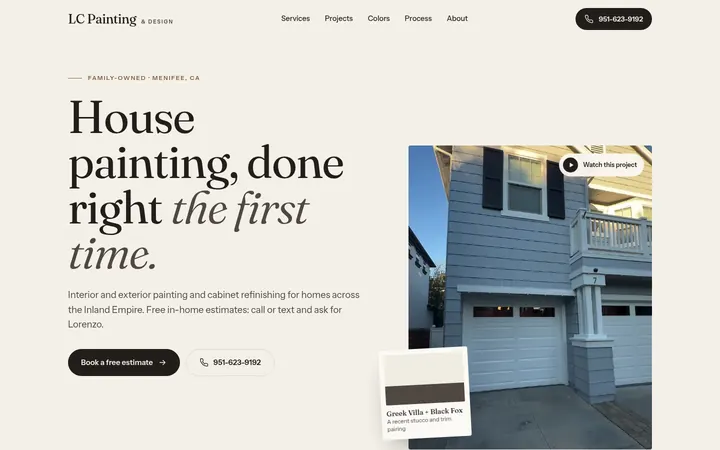 LC Painting & DESIGN
Services Projects Colors Process About
951-623-9192
FAMILY-OWNED · MENIFEE, CA
House
painting, done
right the first
time.
Interior and exterior painting and cabinet refinishing for homes across
the Inland Empire. Free in-home estimates: call or text and ask for
Lorenzo.
Book a free estimate →
951-623-9192
Watch this project
7
Greek Villa + Black Fox
A recent stucco and trim
pairing